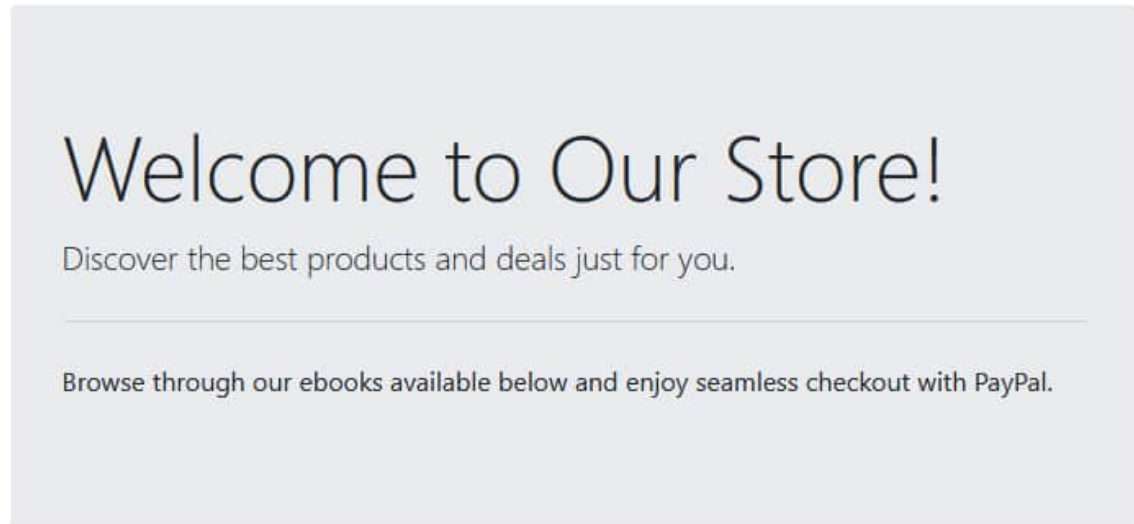 Welcome to Our Store!
Discover the best products and deals just for you.
Browse through our ebooks available below and enjoy seamless checkout with PayPal.